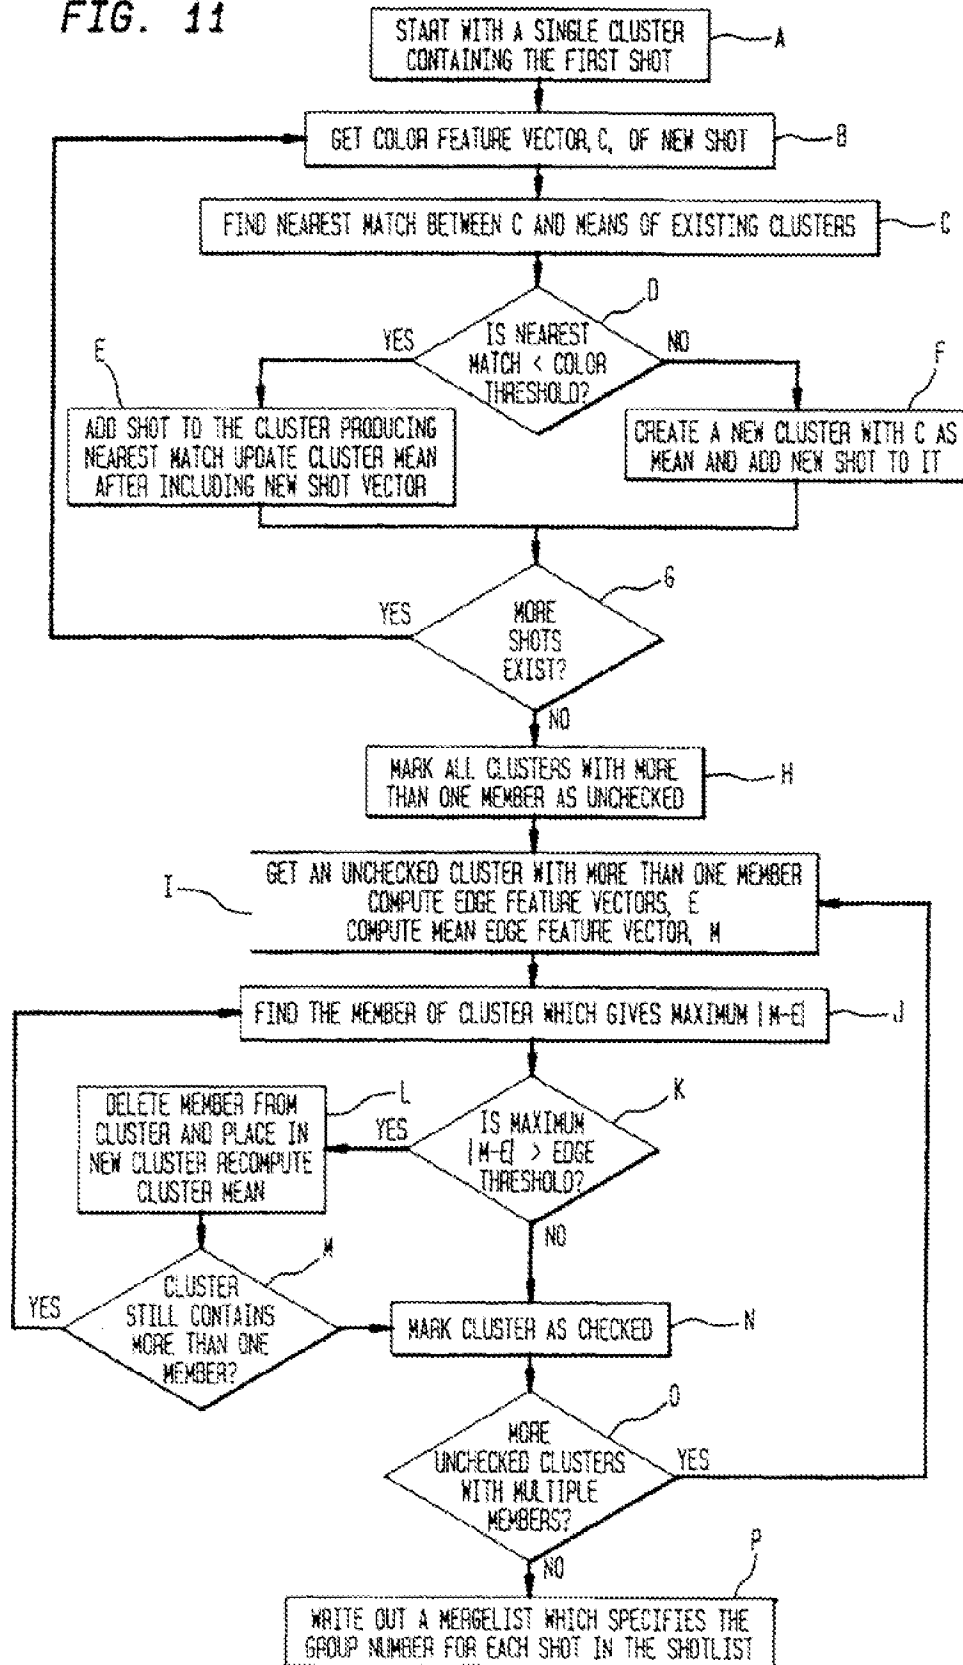 FIG. 11
START WITH A SINGLE CLUSTER
CONTAINING THE FIRST SHOT
A
GET COLOR FEATURE VECTOR, C, OF NEW SHOT
B
FIND NEAREST MATCH BETWEEN C AND MEANS OF EXISTING CLUSTERS
C
D
IS NEAREST
MATCH < COLOR
THRESHOLD?
YES
NO
E
F
ADD SHOT TO THE CLUSTER PRODUCING
NEAREST MATCH UPDATE CLUSTER MEAN
AFTER INCLUDING NEW SHOT VECTOR
CREATE A NEW CLUSTER WITH C AS
MEAN AND ADD NEW SHOT TO IT
G
YES
MORE
SHOTS
EXIST?
NO
MARK ALL CLUSTERS WITH MORE
THAN ONE MEMBER AS UNCHECKED
H
I
GET AN UNCHECKED CLUSTER WITH MORE THAN ONE MEMBER
COMPUTE EDGE FEATURE VECTORS, E
COMPUTE MEAN EDGE FEATURE VECTOR, M
FIND THE MEMBER OF CLUSTER WHICH GIVES MAXIMUM |M-E|
J
K
IS MAXIMUM
|M-E| > EDGE
THRESHOLD?
YES
NO
L
DELETE MEMBER FROM
CLUSTER AND PLACE IN
NEW CLUSTER RECOMPUTE
CLUSTER MEAN
M
YES
CLUSTER
STILL CONTAINS
MORE THAN ONE
MEMBER?
MARK CLUSTER AS CHECKED
N
O
MORE
UNCHECKED CLUSTERS
WITH MULTIPLE
MEMBERS?
YES
NO
P
WRITE OUT A MERGELIST WHICH SPECIFIES THE
GROUP NUMBER FOR EACH SHOT IN THE SHOTLIST